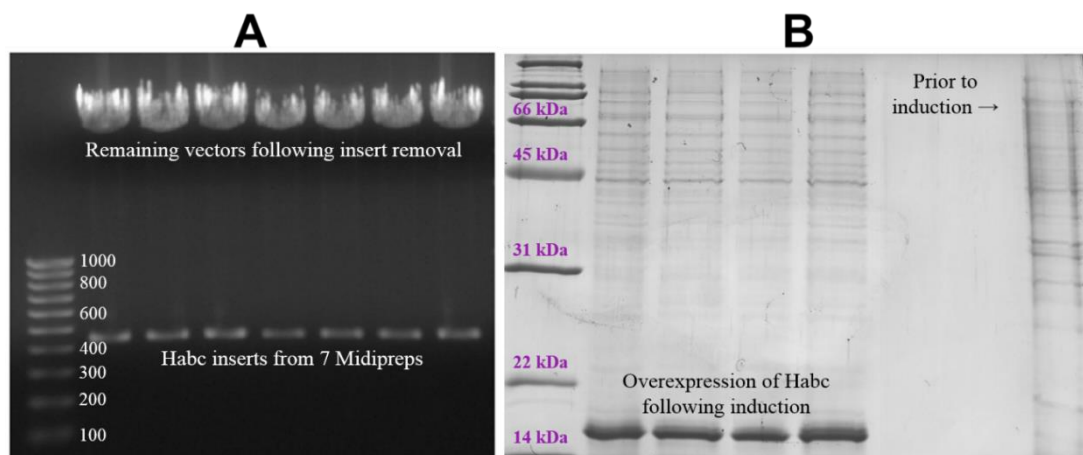 A
B
Remaining vectors following insert removal
1000
800
600
400
Habc inserts from 7 Midipreps
300
200
100
Prior to
induction →
66 kDa
45 kDa
31 kDa
22 kDa
Overexpression of Habc
following induction
14 kDa